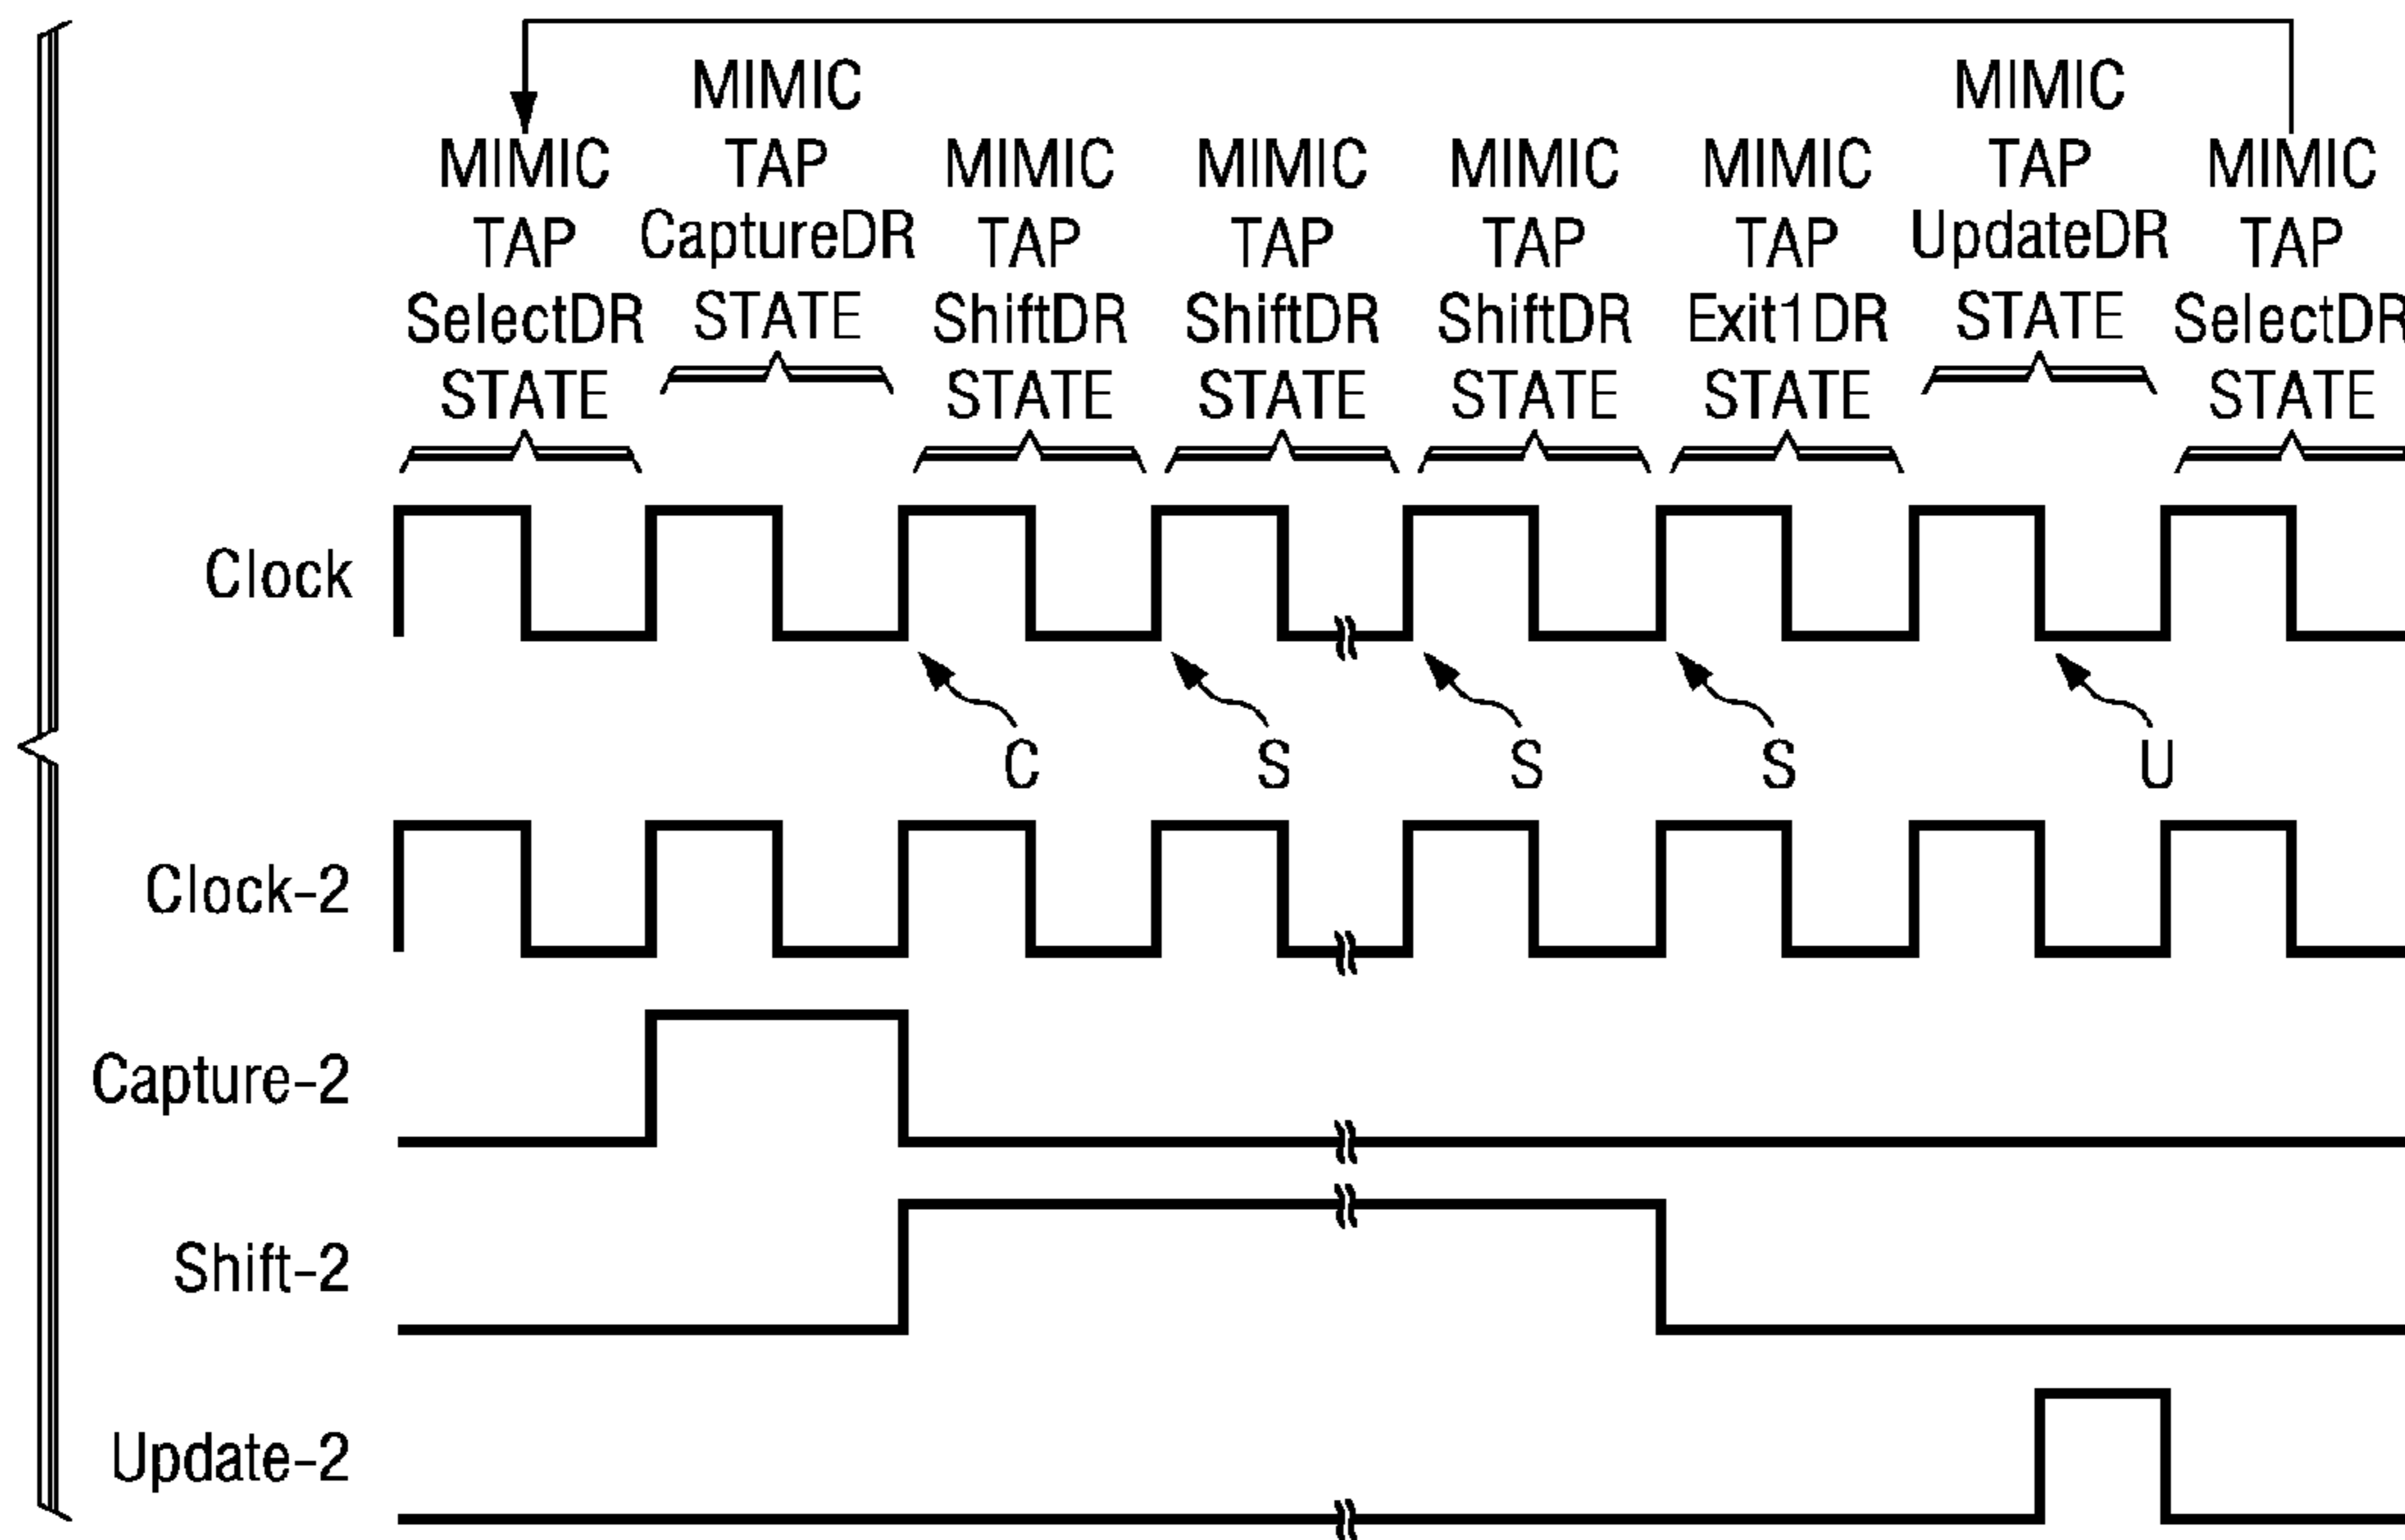 MIMIC
TAP
SelectDR
STATE
MIMIC
TAP
CaptureDR
STATE
MIMIC
TAP
ShiftDR
STATE
MIMIC
TAP
ShiftDR
STATE
MIMIC
TAP
ShiftDR
STATE
MIMIC
TAP
Exit1DR
STATE
MIMIC
TAP
UpdateDR
STATE
MIMIC
TAP
SelectDR
STATE
Clock
C
S
S
S
U
Clock-2
Capture-2
Shift-2
Update-2